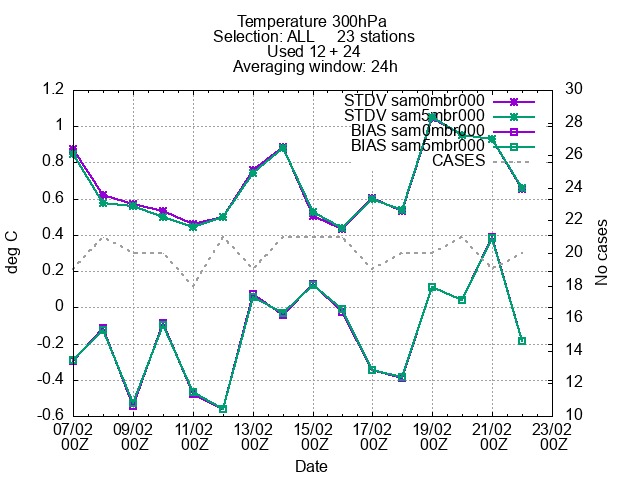 Temperature 300hPa
Selection: ALL 23 stations
Used 12 + 24
Averaging window: 24h
1.2
1
0.8
0.6
0.4
0.2
0
-0.2
-0.4
-0.6
deg C
STDV sam0mbr000
STDV sam5mbr000
BIAS sam0mbr000
BIAS sam5mbr000
CASES
30
28
26
24
22
20
18
16
14
12
10
No cases
07/02 09/02 11/02 13/02 15/02 17/02 19/02 21/02 23/02
00Z 00Z 00Z 00Z 00Z 00Z 00Z 00Z 00Z
Date